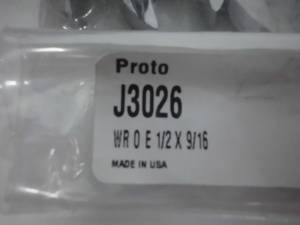 Proto
J3026
WR O E 1/2 X 9/16
MADE IN USA